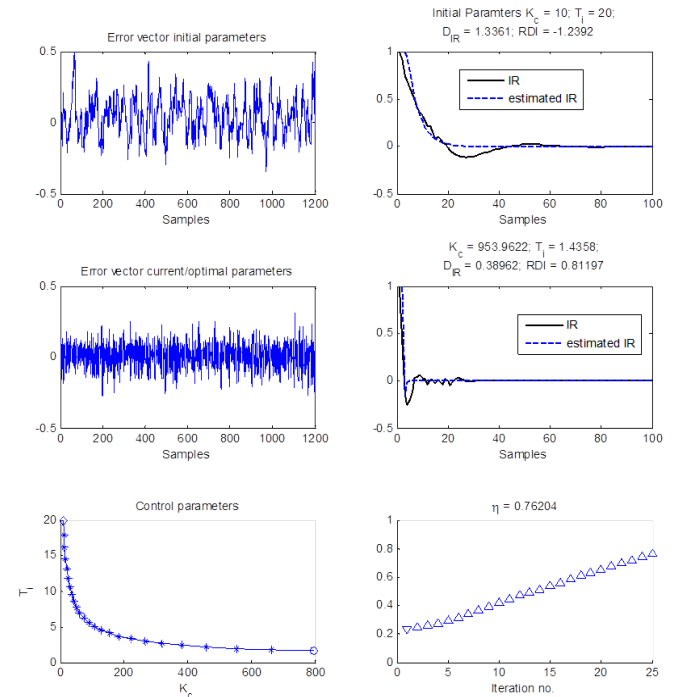 Error vector initial parameters
0.5
0
-0.5
0 200 400 600 800 1000 1200
Samples
Initial Paramters K_c = 10; T_i = 20;
D_IR = 1.3361; RDI = -1.2392
1
0.5
0
-0.5
0 20 40 60 80 100
Samples
IR
estimated IR
Error vector current/optimal parameters
0.5
0
-0.5
0 200 400 600 800 1000 1200
Samples
K_c = 953.9622; T_i = 1.4358;
D_IR = 0.38962; RDI = 0.81197
1
0.5
0
-0.5
0 20 40 60 80 100
Samples
IR
estimated IR
Control parameters
20
15
10
5
0
0 200 400 600 800
T_i
K_c
η = 0.76204
1
0.8
0.6
0.4
0.2
0
0 5 10 15 20 25
Iteration no.